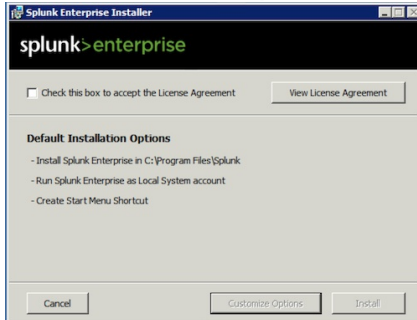 Splunk Enterprise Installer
splunk>enterprise
Check this box to accept the License Agreement
View License Agreement
Default Installation Options
- Install Splunk Enterprise in C:\Program Files\Splunk
- Run Splunk Enterprise as Local System account
- Create Start Menu Shortcut
Cancel
Customize Options
Install